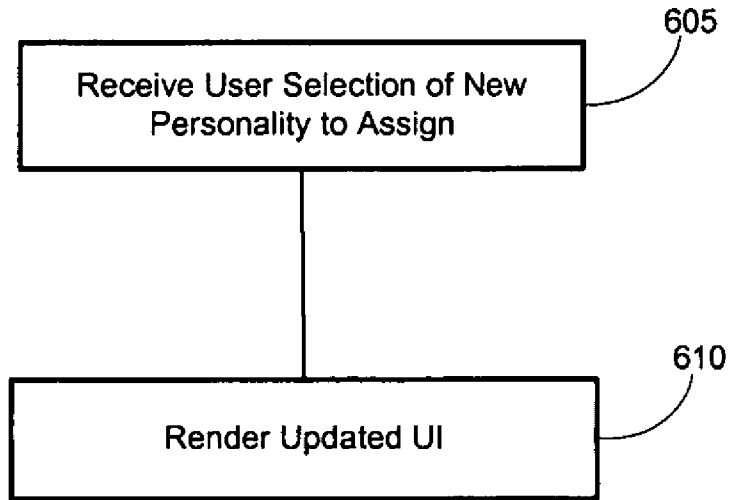 605
Receive User Selection of New
Personality to Assign
610
Render Updated UI